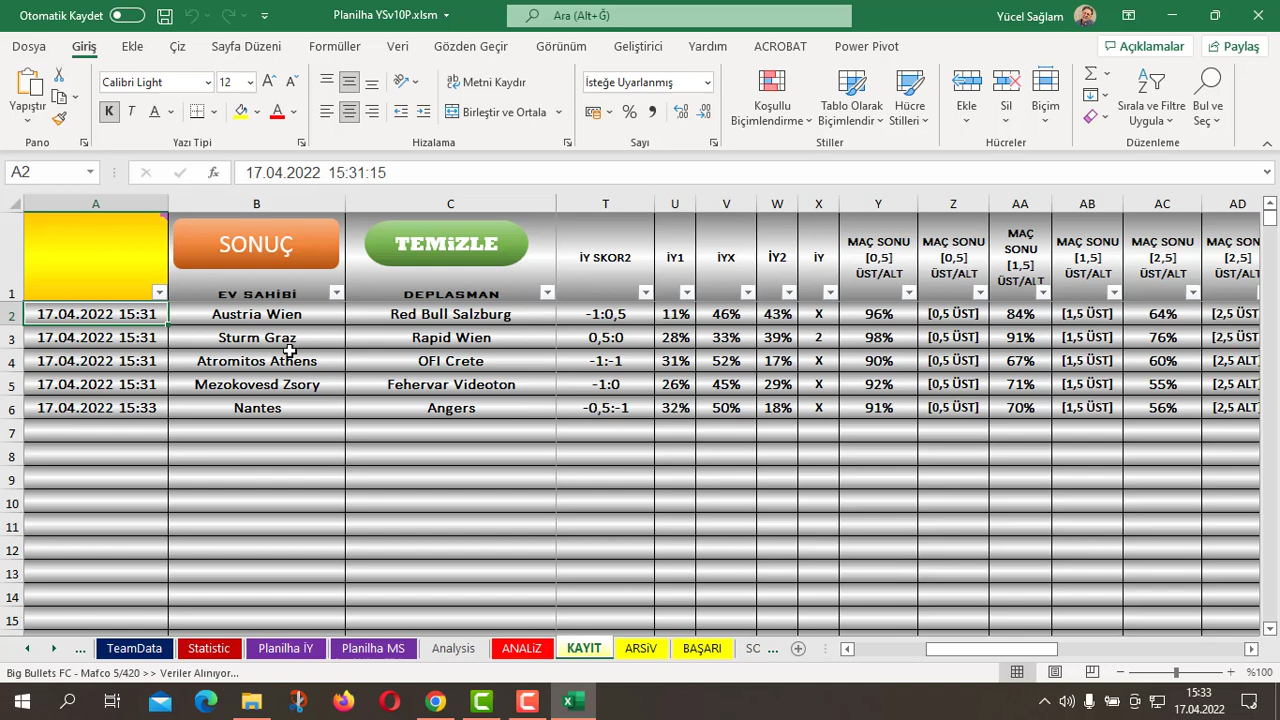 Otomatik Kaydet
Planilha YSv10P.xlsm
Ara (Alt+Ğ)
Yücel Sağlam
Dosya Giriş Ekle Çiz Sayfa Düzeni Formüller Veri Gözden Geçir Görünüm Geliştirici Yardım ACROBAT Power Pivot Açıklamalar Paylaş
Yapıştır
Calibri Light 12
K T A A
Metni Kaydır
Birleştir ve Ortala
İsteğe Uyarlanmış
Koşullu Biçimlendirme
Tablo Olarak Biçimlendir
Hücre Stilleri
Ekle Sil Biçim
Sırala ve Filtre Uygula
Bul ve Seç
Pano Yazı Tipi Hizalama Sayı Stiller Hücreler Düzenleme
A2 fx 17.04.2022 15:31:15
A B C T U V W X Y Z AA AB AC AD
SONUÇ TEMİZLE
1 EV SAHİBİ DEPLASMAN İY SKOR2 İY1 İYX İY2 İY MAÇ SONU [0,5] ÜST/ALT MAÇ SONU [0,5] ÜST/ALT MAÇ SONU [1,5] ÜST/ALT MAÇ SONU [1,5] ÜST/ALT MAÇ SONU [2,5] ÜST/ALT MAÇ SON [2,5] ÜST/AL
2 17.04.2022 15:31 Austria Wien Red Bull Salzburg -1:0,5 11% 46% 43% X 96% [0,5 ÜST] 84% [1,5 ÜST] 64% [2,5 ÜST
3 17.04.2022 15:31 Sturm Graz Rapid Wien 0,5:0 28% 33% 39% 2 98% [0,5 ÜST] 91% [1,5 ÜST] 76% [2,5 ÜST
4 17.04.2022 15:31 Atromitos Athens OFI Crete -1:-1 31% 52% 17% X 90% [0,5 ÜST] 67% [1,5 ÜST] 60% [2,5 ALT
5 17.04.2022 15:31 Mezokovesd Zsory Fehervar Videoton -1:0 26% 45% 29% X 92% [0,5 ÜST] 71% [1,5 ÜST] 55% [2,5 ALT
6 17.04.2022 15:33 Nantes Angers -0,5:-1 32% 50% 18% X 91% [0,5 ÜST] 70% [1,5 ÜST] 56% [2,5 ALT
7
8
9
10
11
12
13
14
15
... TeamData Statistic Planilha İY Planilha MS Analysis ANALİZ KAYIT ARŞİV BAŞARI SC ...
Big Bullets FC - Mafco 5/420 >> Veriler Alınıyor...
%100
15:33
17.04.2022